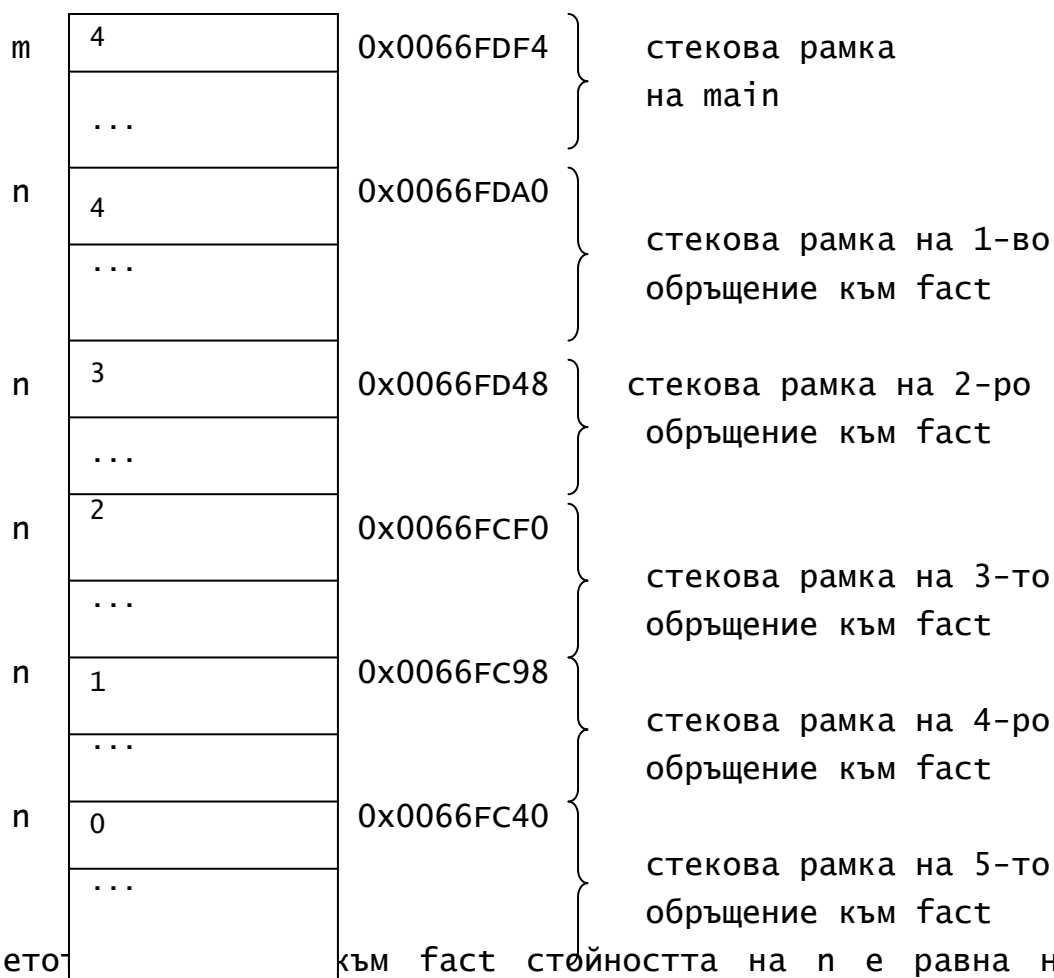 m 4 0x0066FDF4 стекова рамка
на main
...
n 4 0x0066FDA0
стекова рамка на 1-во
... обръщение към fact
n 3 0x0066FD48 стекова рамка на 2-ро
... обръщение към fact
n 2 0x0066FCF0
стекова рамка на 3-то
... обръщение към fact
n 1 0x0066FC98
стекова рамка на 4-ро
... обръщение към fact
n 0 0x0066FC40
стекова рамка на 5-то
... обръщение към fact
към fact стойността на n е равна